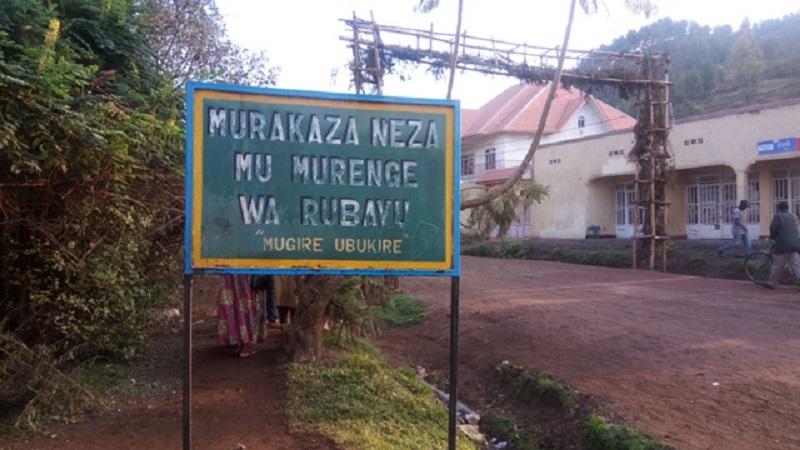 MURAKAZA NEZA
MU MURENGE
WA RUBAVU
"MUGIRE UBUKIRE"